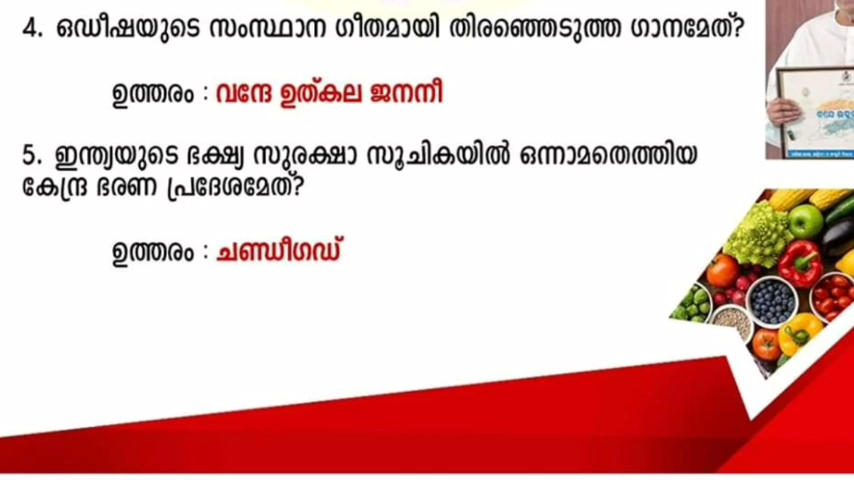 4. ഒഡീഷയുടെ സംസ്ഥാന ഗീതമായി തിരഞ്ഞെടുത്ത ഗാനമേത്?
ഉത്തരം : വന്ദേ ഉത്കല ജനനീ
5. ഇന്ത്യയുടെ ഭക്ഷ്യ സുരക്ഷാ സൂചികയിൽ ഒന്നാമതെത്തിയ
കേന്ദ്ര ഭരണ പ്രദേശമേത്?
ഉത്തരം : ചണ്ഡീഗഡ്